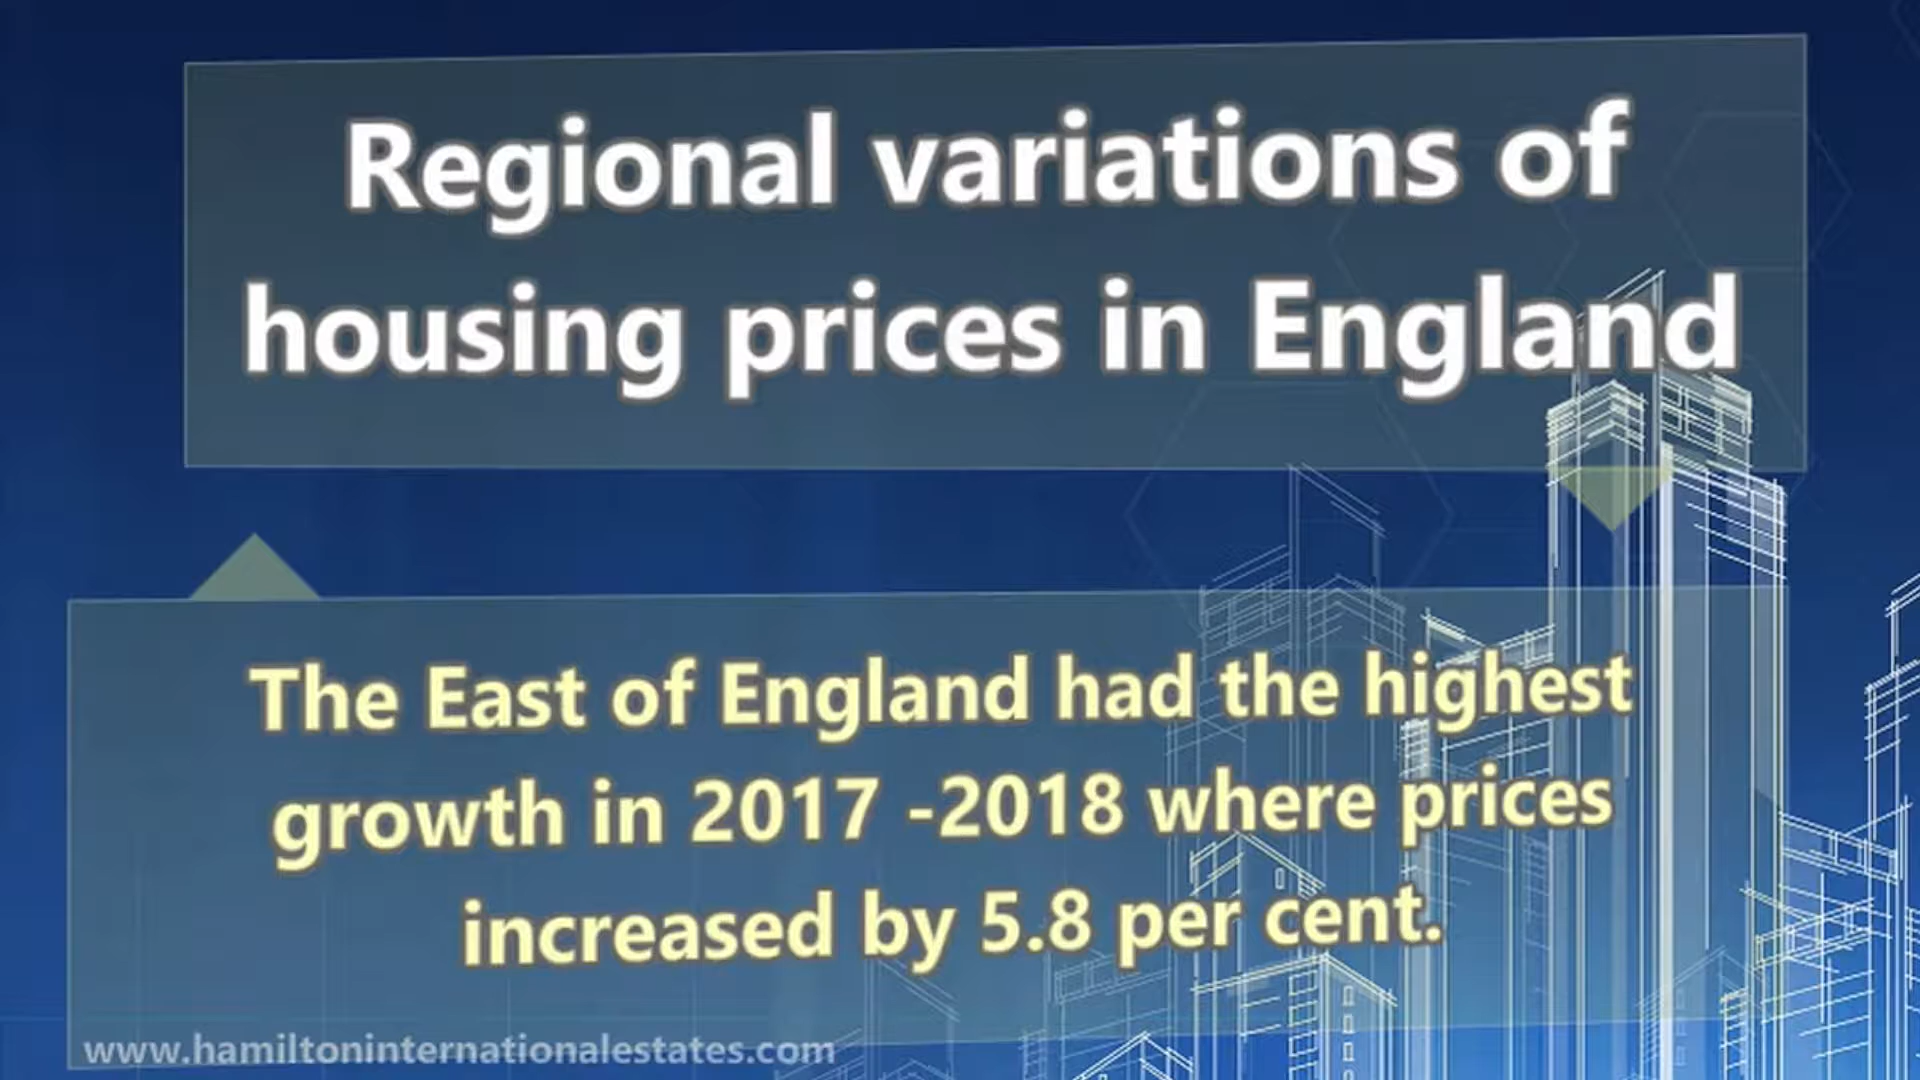 Regional variations of
housing prices in England
The East of England had the highest
growth in 2017 -2018 where prices
increased by 5.8 per cent.
www.hamiltoninternationalestates.com